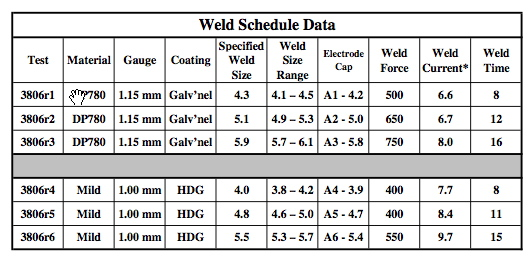 Weld Schedule Data
Test Material Gauge Coating Specified Weld Size Weld Size Range Electrode Cap Weld Force Weld Current* Weld Time
3806r1 P780 1.15 mm Galv'nel 4.3 4.1 – 4.5 A1 - 4.2 500 6.6 8
3806r2 DP780 1.15 mm Galv'nel 5.1 4.9 – 5.3 A2 - 5.0 650 6.7 12
3806r3 DP780 1.15 mm Galv'nel 5.9 5.7 – 6.1 A3 - 5.8 750 8.0 16
3806r4 Mild 1.00 mm HDG 4.0 3.8 – 4.2 A4 - 3.9 400 7.7 8
3806r5 Mild 1.00 mm HDG 4.8 4.6 – 5.0 A5 - 4.7 400 8.4 11
3806r6 Mild 1.00 mm HDG 5.5 5.3 – 5.7 A6 - 5.4 550 9.7 15